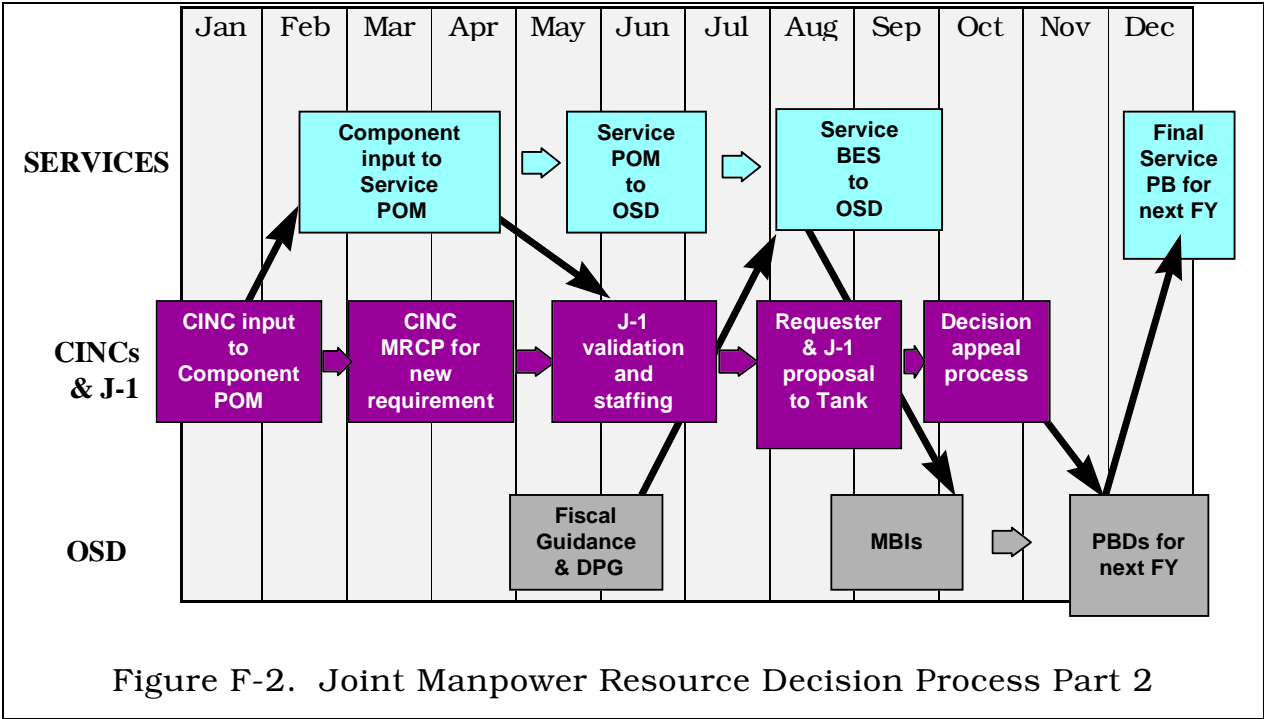 Jan Feb Mar Apr May Jun Jul Aug Sep Oct Nov Dec
SERVICES
Component
input to
Service
POM
Service
POM
to
OSD
Service
BES
to
OSD
Final
Service
PB for
next FY
CINCs
& J-1
CINC input
to
Component
POM
CINC
MRCP for
new
requirement
J-1
validation
and
staffing
Requester
& J-1
proposal
to Tank
Decision
appeal
process
OSD
Fiscal
Guidance
& DPG
MBIs
PBDs for
next FY
Figure F-2. Joint Manpower Resource Decision Process Part 2